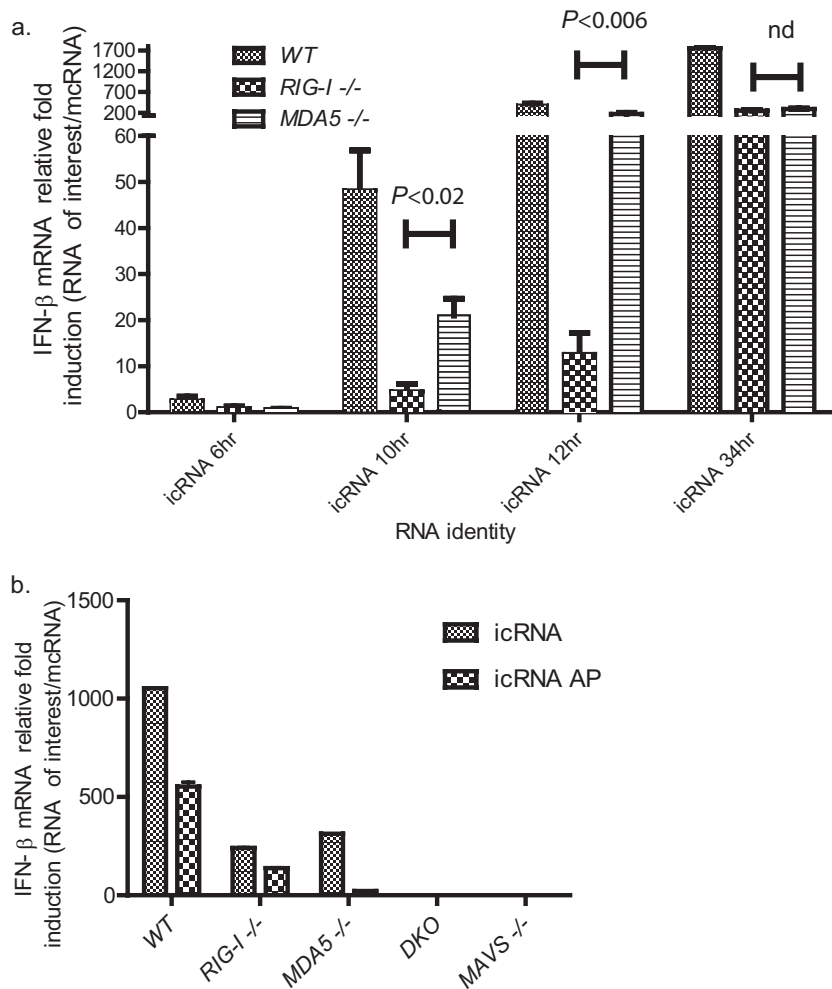 a.
IFN-β mRNA relative fold
induction (RNA of interest/mcRNA)
1700
1200
700
200
60
50
40
30
20
10
0
WT
RIG-I -/-
MDA5 -/-
P<0.02
P<0.006
nd
icRNA 6hr
icRNA 10hr
icRNA 12hr
icRNA 34hr
RNA identity
b.
IFN- β mRNA relative fold
induction (RNA of interest/mcRNA)
1500
1000
500
0
icRNA
icRNA AP
WT
RIG-I -/-
MDA5 -/-
DKO
MAVS -/-